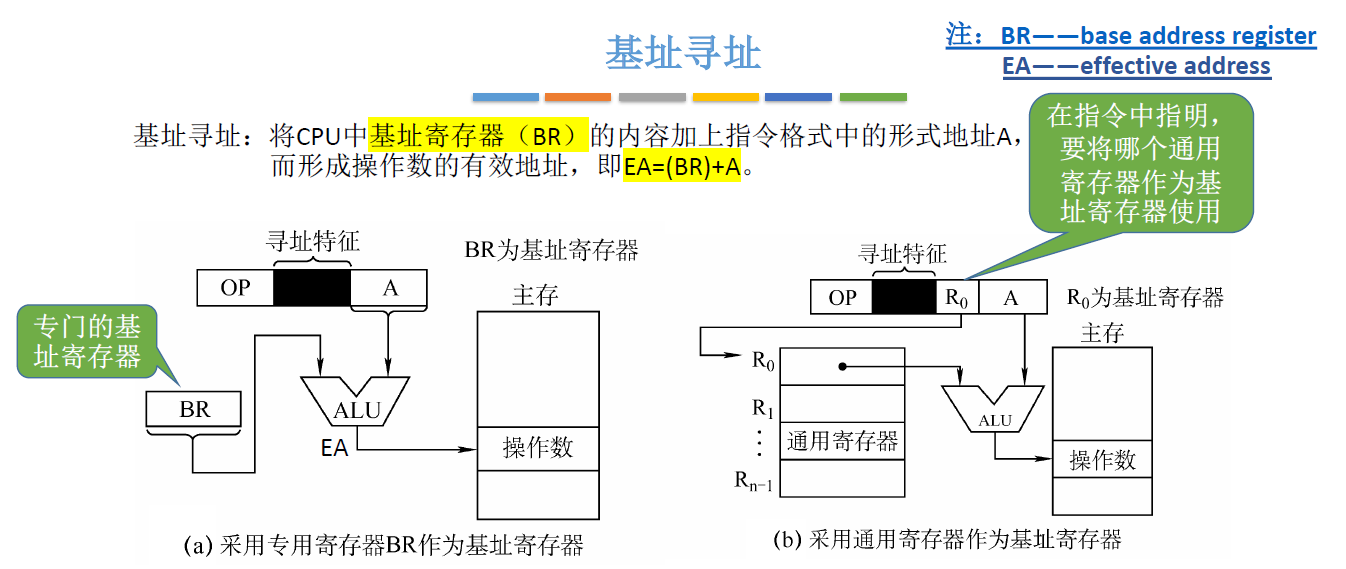 基址寻址
注：BR——base address register
EA——effective address
基址寻址：将CPU中基址寄存器（BR）的内容加上指令格式中的形式地址A，
而形成操作数的有效地址，即EA=(BR)+A。
在指令中指明，
要将哪个通用
寄存器作为基
址寄存器使用
寻址特征
BR为基址寄存器
OP
A
主存
专门的基
址寄存器
BR
ALU
EA
操作数
(a) 采用专用寄存器BR作为基址寄存器
寻址特征
OP
R0
A
R0为基址寄存器
主存
R0
R1
⋮
Rn-1
通用寄存器
ALU
操作数
(b) 采用通用寄存器作为基址寄存器